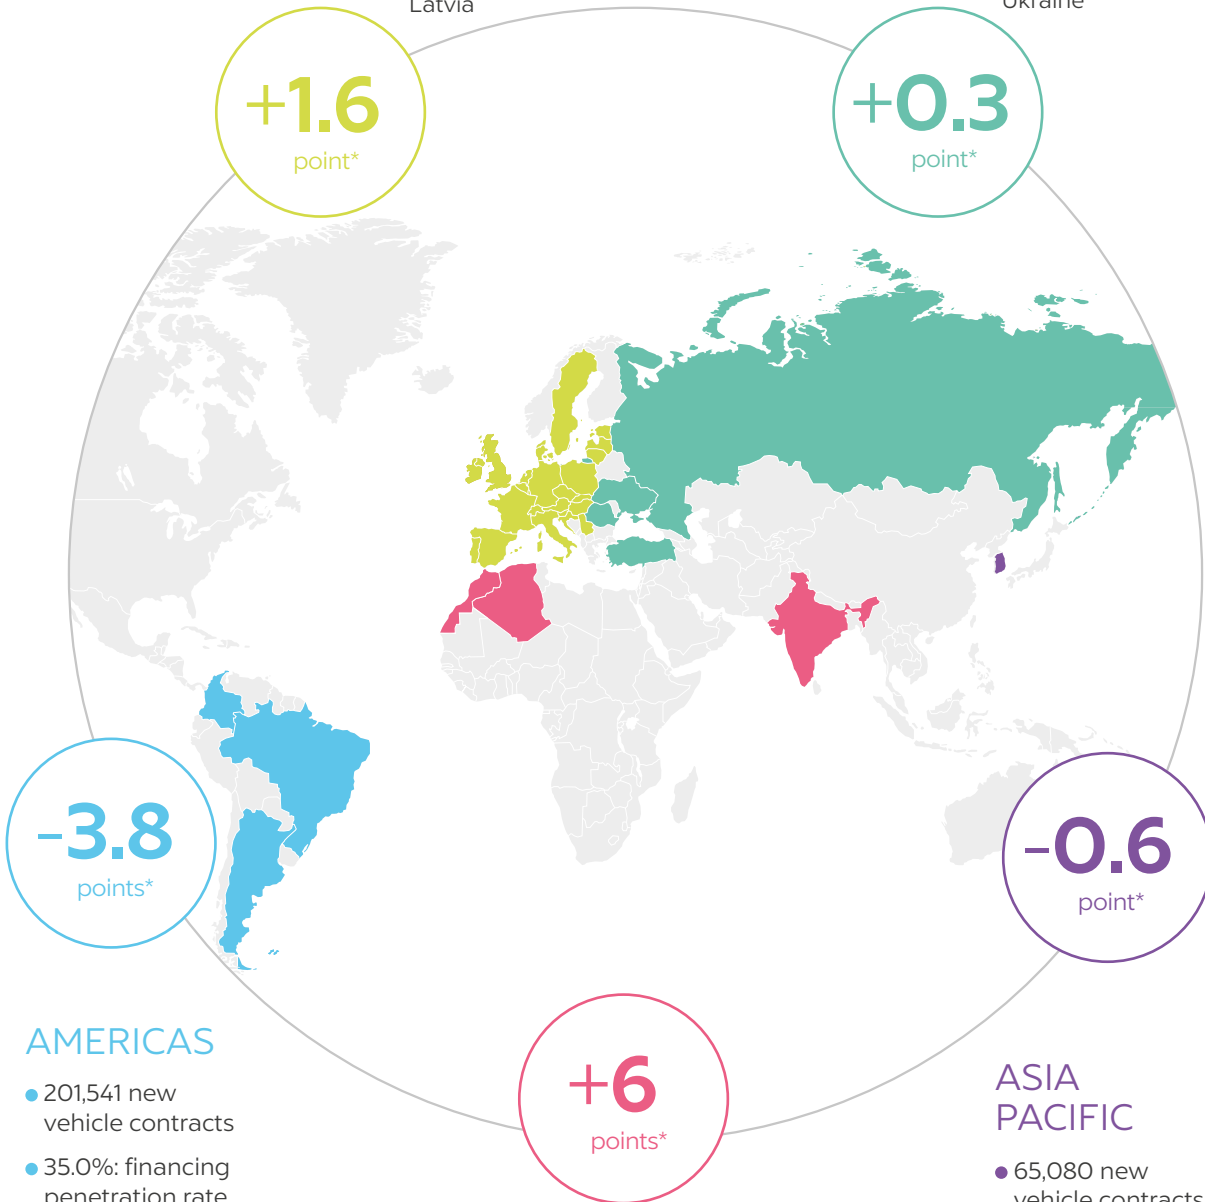 Latvia
Ukraine
+1.6
point*
+0.3
point*
-3.8
points*
-0.6
point*
+6
points*
AMERICAS
• 201,541 new
vehicle contracts
• 35.0%: financing
penetration rate
ASIA
PACIFIC
• 65,080 new
vehicle contracts